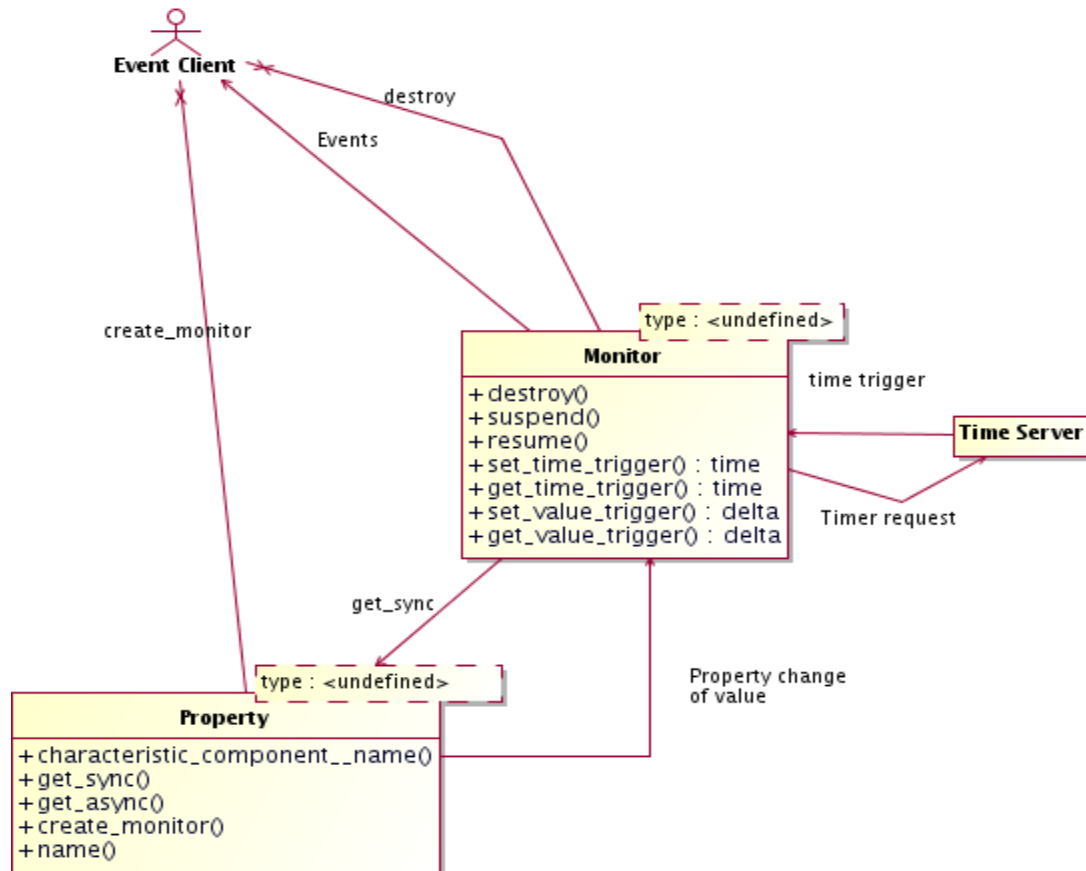 Event Client
destroy
Events
create_monitor
type : <undefined>
Monitor
+destroy()
+suspend()
+resume()
+set_time_trigger() : time
+get_time_trigger() : time
+set_value_trigger() : delta
+get_value_trigger() : delta
time trigger
Time Server
Timer request
get_sync
Property change
of value
type : <undefined>
Property
+characteristic_component__name()
+get_sync()
+get_async()
+create_monitor()
+name()